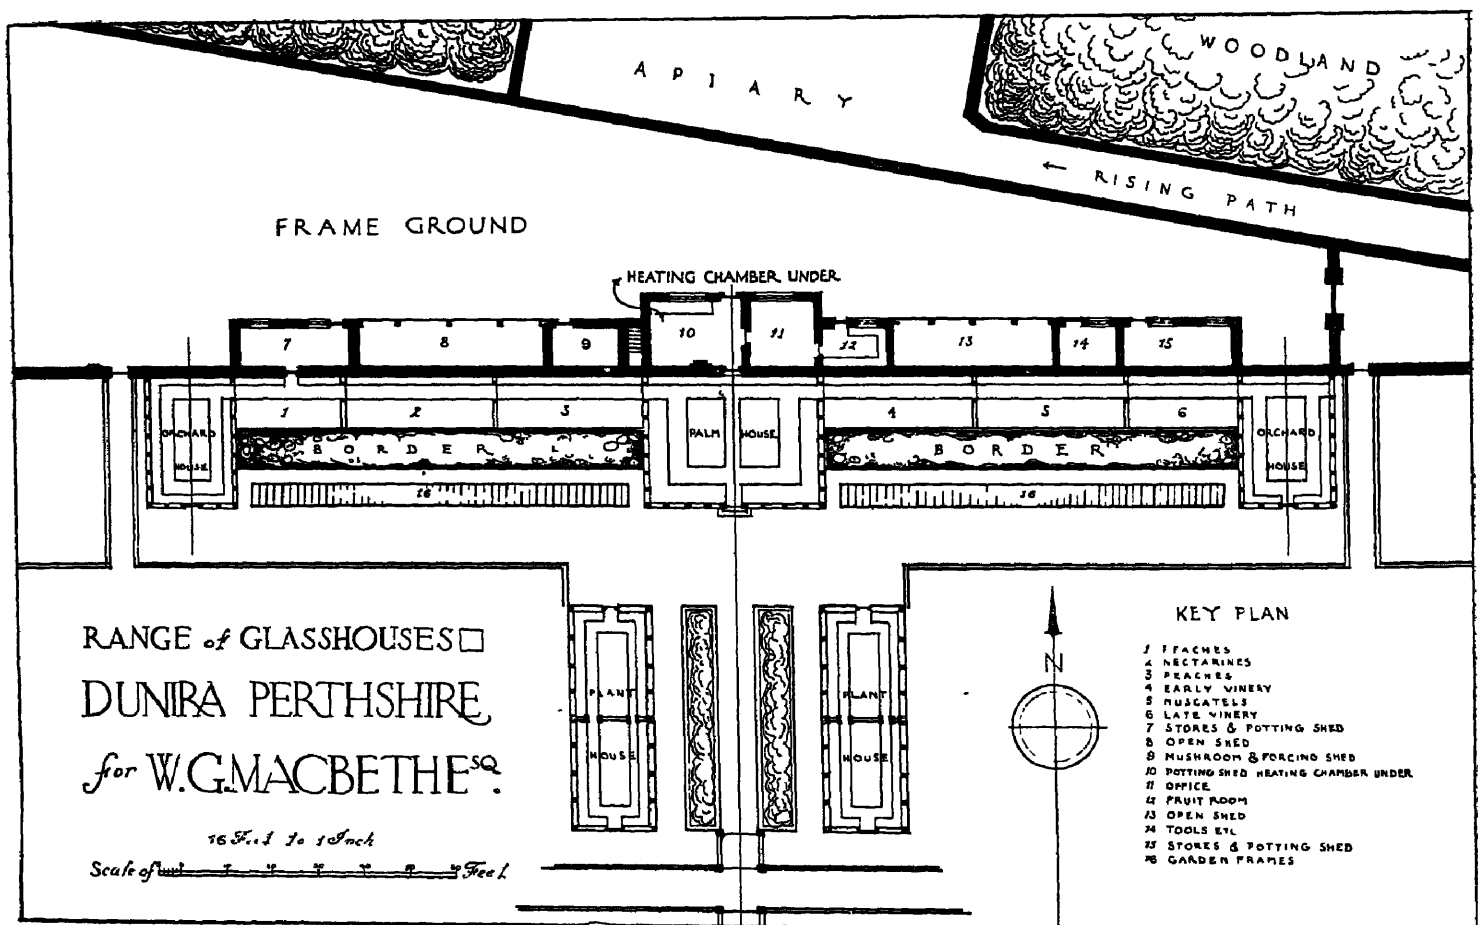 WOODLAND
APIARY
← RISING PATH
FRAME GROUND
HEATING CHAMBER UNDER
7 8 9 10 11 12 13 14 15
1 2 3 4 5 6
ORCHARD HOUSE
PALM HOUSE
ORCHARD HOUSE
BORDER
BORDER
16
16
PLANT HOUSE
PLANT HOUSE
N
RANGE of GLASSHOUSES
DUNIRA PERTHSHIRE
for W.G. MACBETH ESQ.
16 Feet to 1 Inch
Scale of Feet
KEY PLAN
1 PEACHES
2 NECTARINES
3 PEACHES
4 EARLY VINERY
5 MUSCATELS
6 LATE VINERY
7 STORES & POTTING SHED
8 OPEN SHED
9 MUSHROOM & FORCING SHED
10 POTTING SHED HEATING CHAMBER UNDER
11 OFFICE
12 FRUIT ROOM
13 OPEN SHED
14 TOOLS ETC
15 STORES & POTTING SHED
16 GARDEN FRAMES